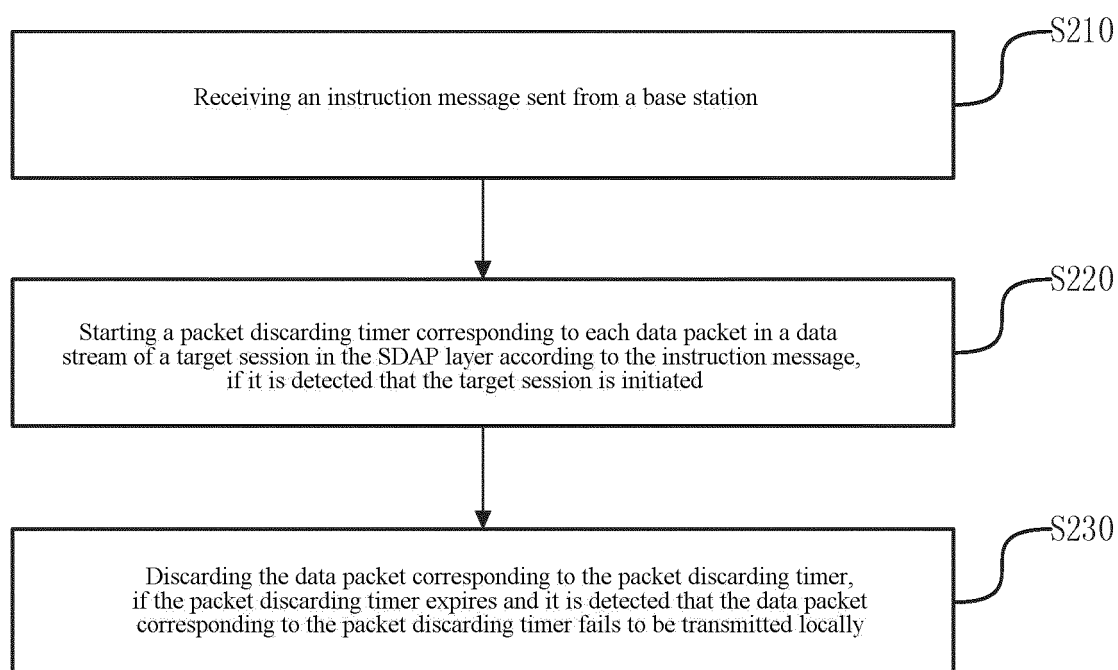 S210
Receiving an instruction message sent from a base station
S220
Starting a packet discarding timer corresponding to each data packet in a data
stream of a target session in the SDAP layer according to the instruction message,
if it is detected that the target session is initiated
S230
Discarding the data packet corresponding to the packet discarding timer,
if the packet discarding timer expires and it is detected that the data packet
corresponding to the packet discarding timer fails to be transmitted locally